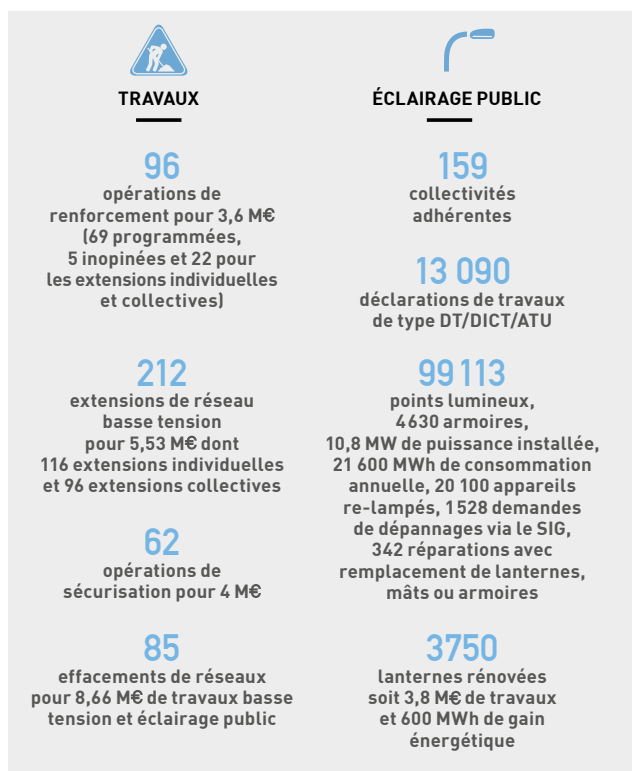 TRAVAUX
96
opérations de
renforcement pour 3,6 M€
(69 programmées,
5 inopinées et 22 pour
les extensions individuelles
et collectives)
212
extensions de réseau
basse tension
pour 5,53 M€ dont
116 extensions individuelles
et 96 extensions collectives
62
opérations de
sécurisation pour 4 M€
85
effacements de réseaux
pour 8,66 M€ de travaux basse
tension et éclairage public
ÉCLAIRAGE PUBLIC
159
collectivités
adhérentes
13 090
déclarations de travaux
de type DT/DICT/ATU
99 113
points lumineux,
4 630 armoires,
10,8 MW de puissance installée,
21 600 MWh de consommation
annuelle, 20 100 appareils
re-lampés, 1 528 demandes
de dépannages via le SIG,
342 réparations avec
remplacement de lanternes,
mâts ou armoires
3750
lanternes rénovées
soit 3,8 M€ de travaux
et 600 MWh de gain
énergétique